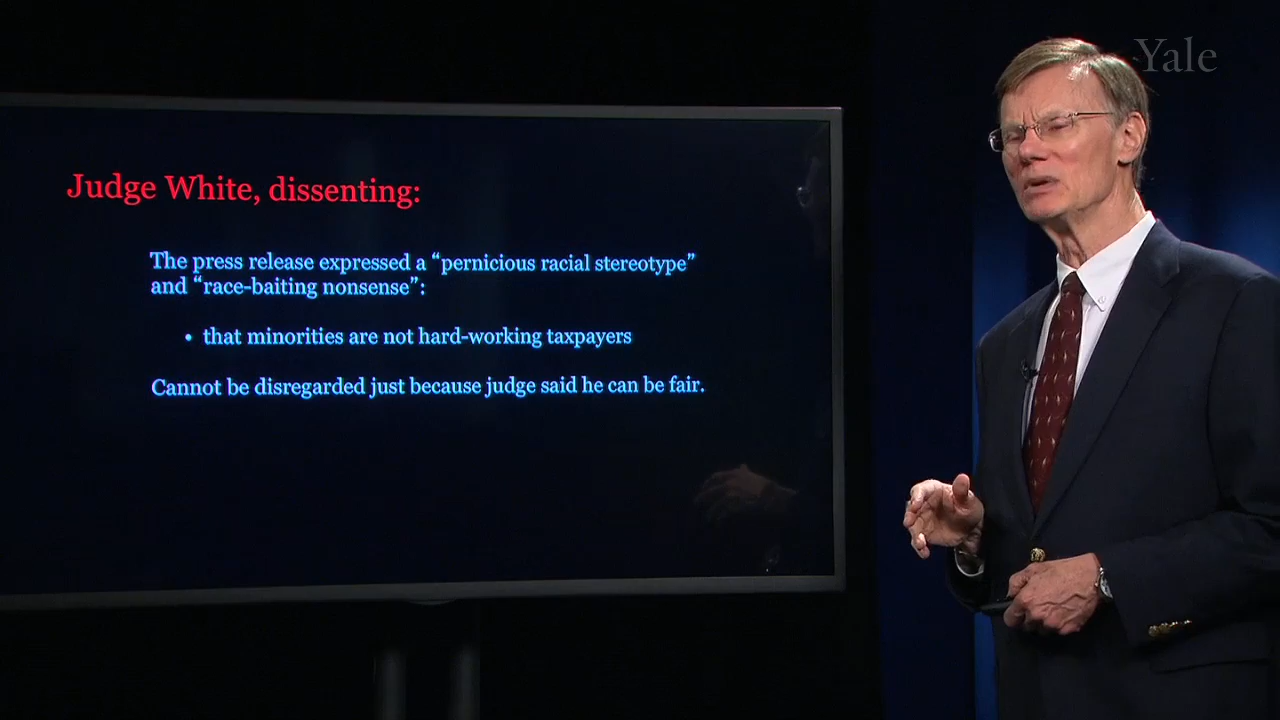 Yale
Judge White, dissenting:
The press release expressed a “pernicious racial stereotype”
and “race-baiting nonsense”:
• that minorities are not hard-working taxpayers
Cannot be disregarded just because judge said he can be fair.